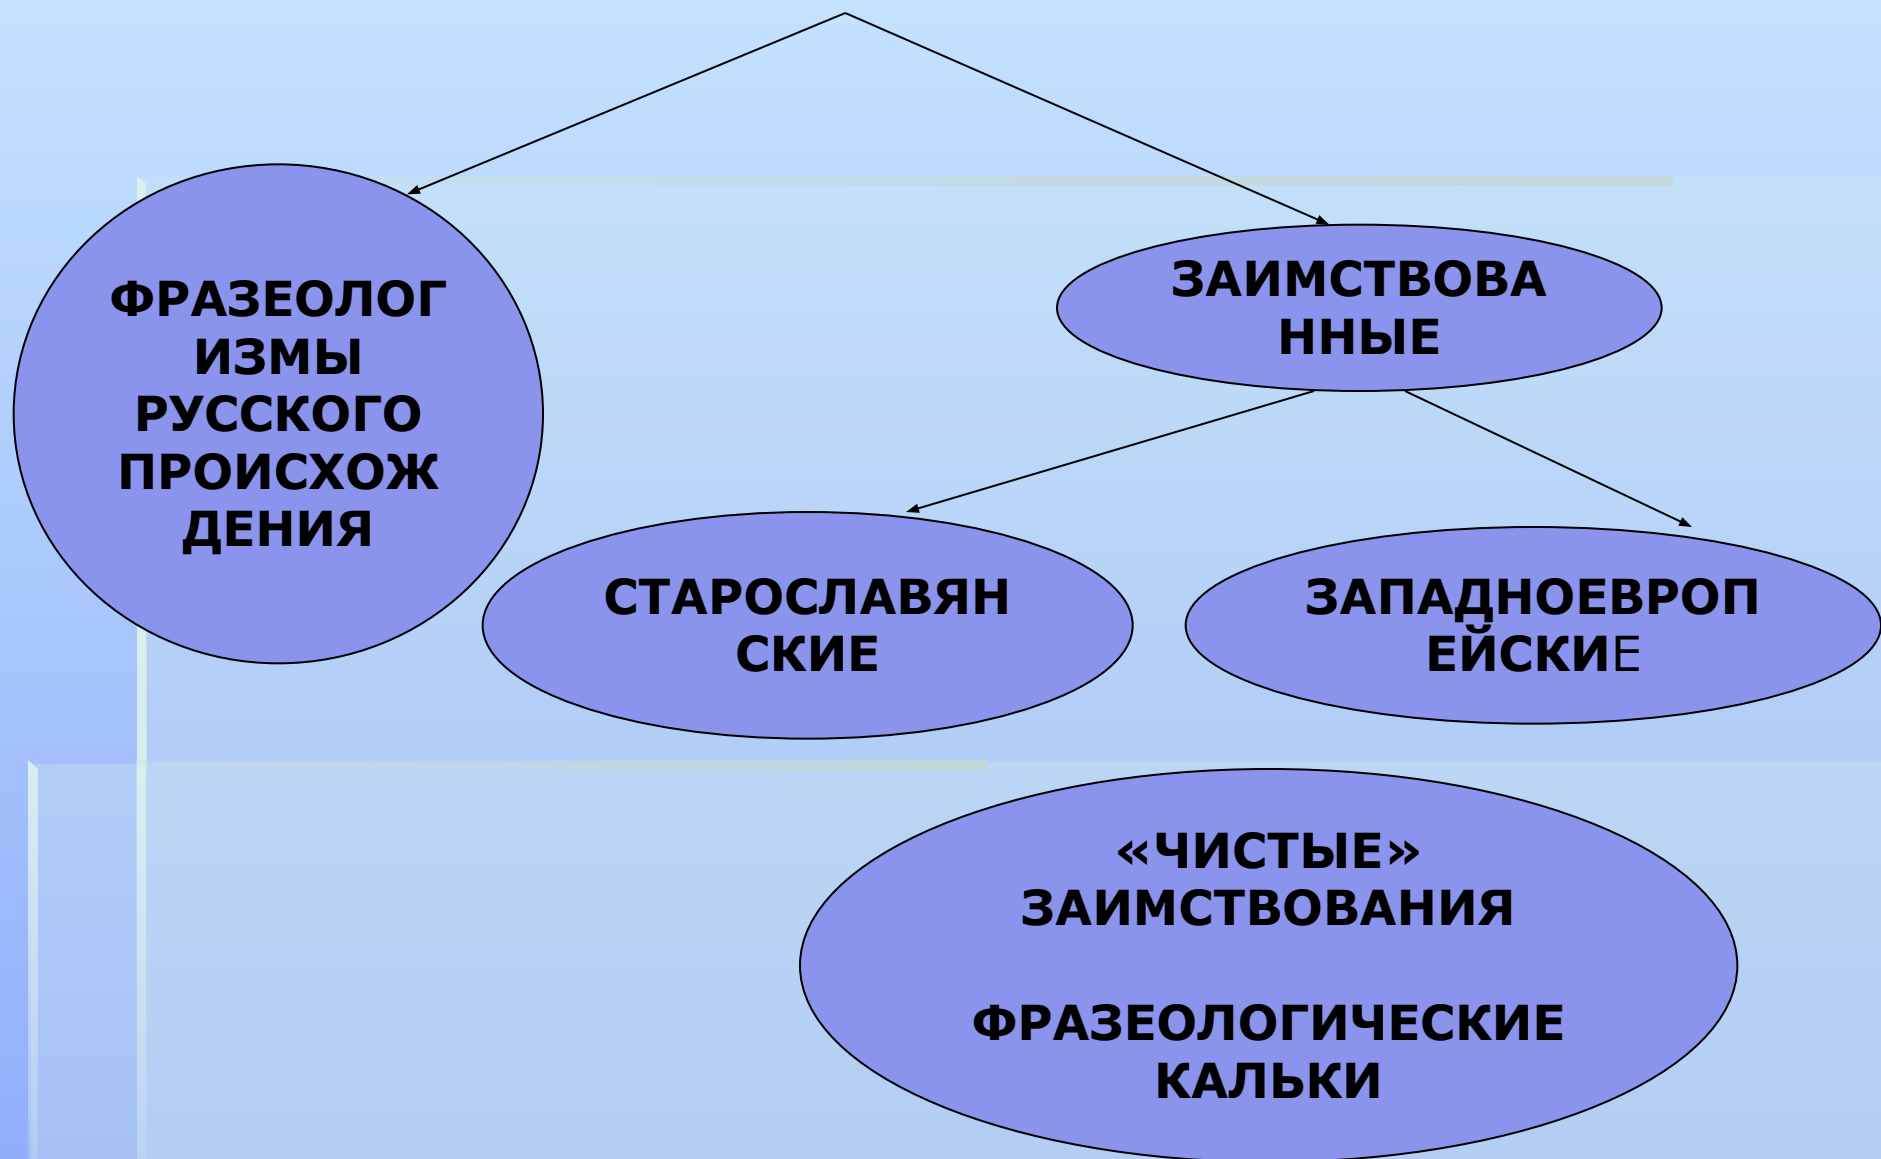 ФРАЗЕОЛОГ
ИЗМЫ
РУССКОГО
ПРОИСХОЖ
ДЕНИЯ
ЗАИМСТВОВА
ННЫЕ
СТАРОСЛАВЯН
СКИЕ
ЗАПАДНОЕВРОП
ЕЙСКИЕ
«ЧИСТЫЕ»
ЗАИМСТВОВАНИЯ
ФРАЗЕОЛОГИЧЕСКИЕ
КАЛЬКИ